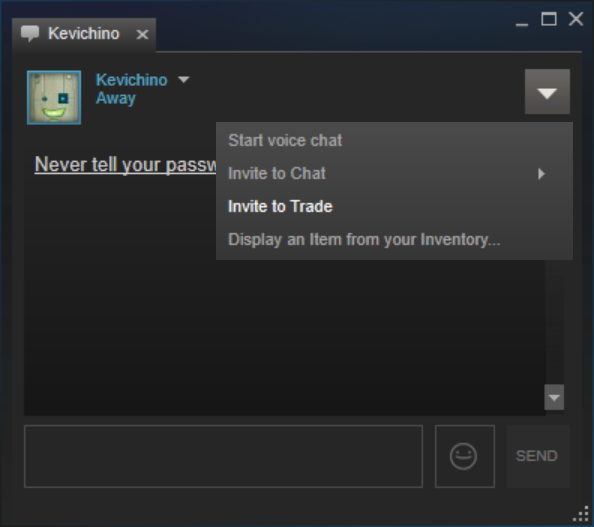 Kevichino
Kevichino
Away
Start voice chat
Never tell your passw
Invite to Chat
Invite to Trade
Display an Item from your Inventory...
SEND